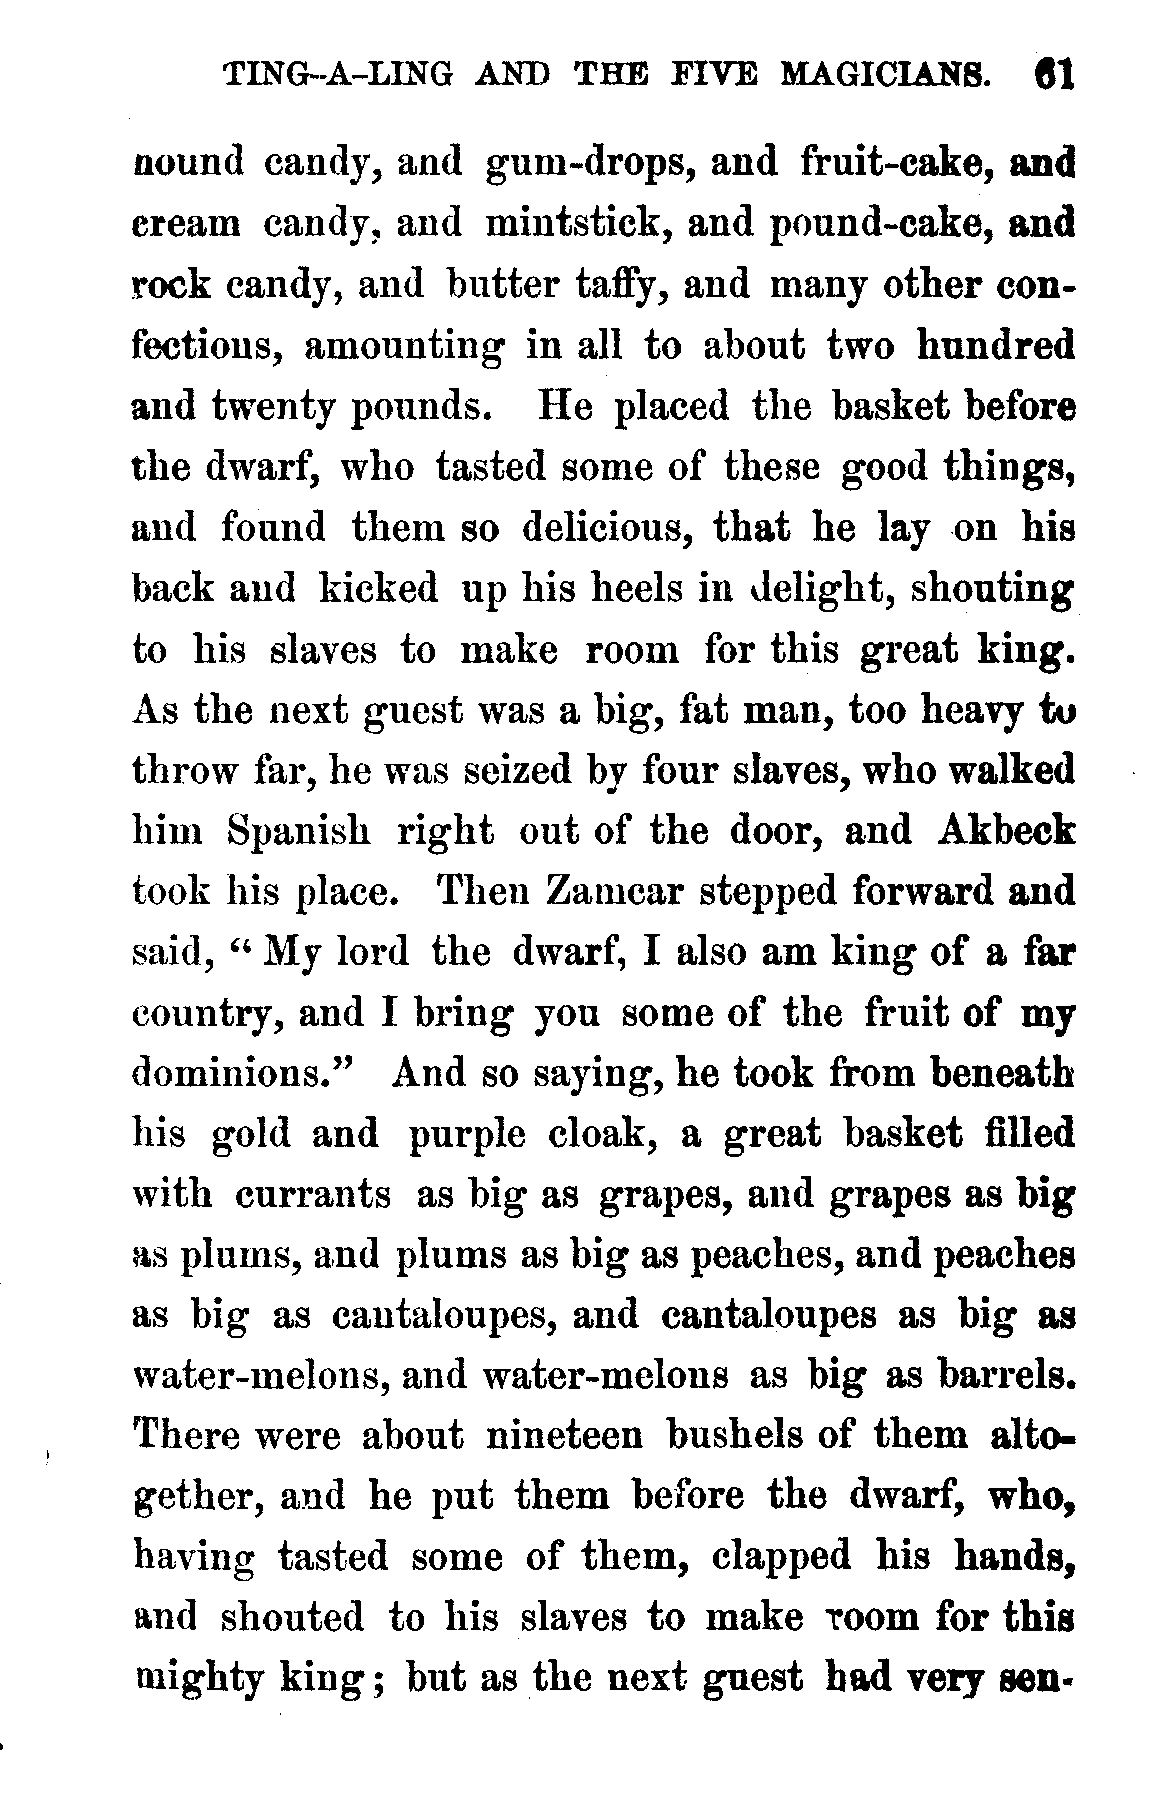 TING-A-LING AND THE FIVE MAGICIANS. 61
nound candy, and gum-drops, and fruit-cake, and
cream candy, and mintstick, and pound-cake, and
rock candy, and butter taffy, and many other con-
fections, amounting in all to about two hundred
and twenty pounds. He placed the basket before
the dwarf, who tasted some of these good things,
and found them so delicious, that he lay on his
back and kicked up his heels in delight, shouting
to his slaves to make room for this great king.
As the next guest was a big, fat man, too heavy to
throw far, he was seized by four slaves, who walked
him Spanish right out of the door, and Akbeck
took his place. Then Zamcar stepped forward and
said, “ My lord the dwarf, I also am king of a far
country, and I bring you some of the fruit of my
dominions.” And so saying, he took from beneath
his gold and purple cloak, a great basket filled
with currants as big as grapes, and grapes as big
as plums, and plums as big as peaches, and peaches
as big as cantaloupes, and cantaloupes as big as
water-melons, and water-melons as big as barrels.
There were about nineteen bushels of them alto-
gether, and he put them before the dwarf, who,
having tasted some of them, clapped his hands,
and shouted to his slaves to make room for this
mighty king; but as the next guest had very sen-